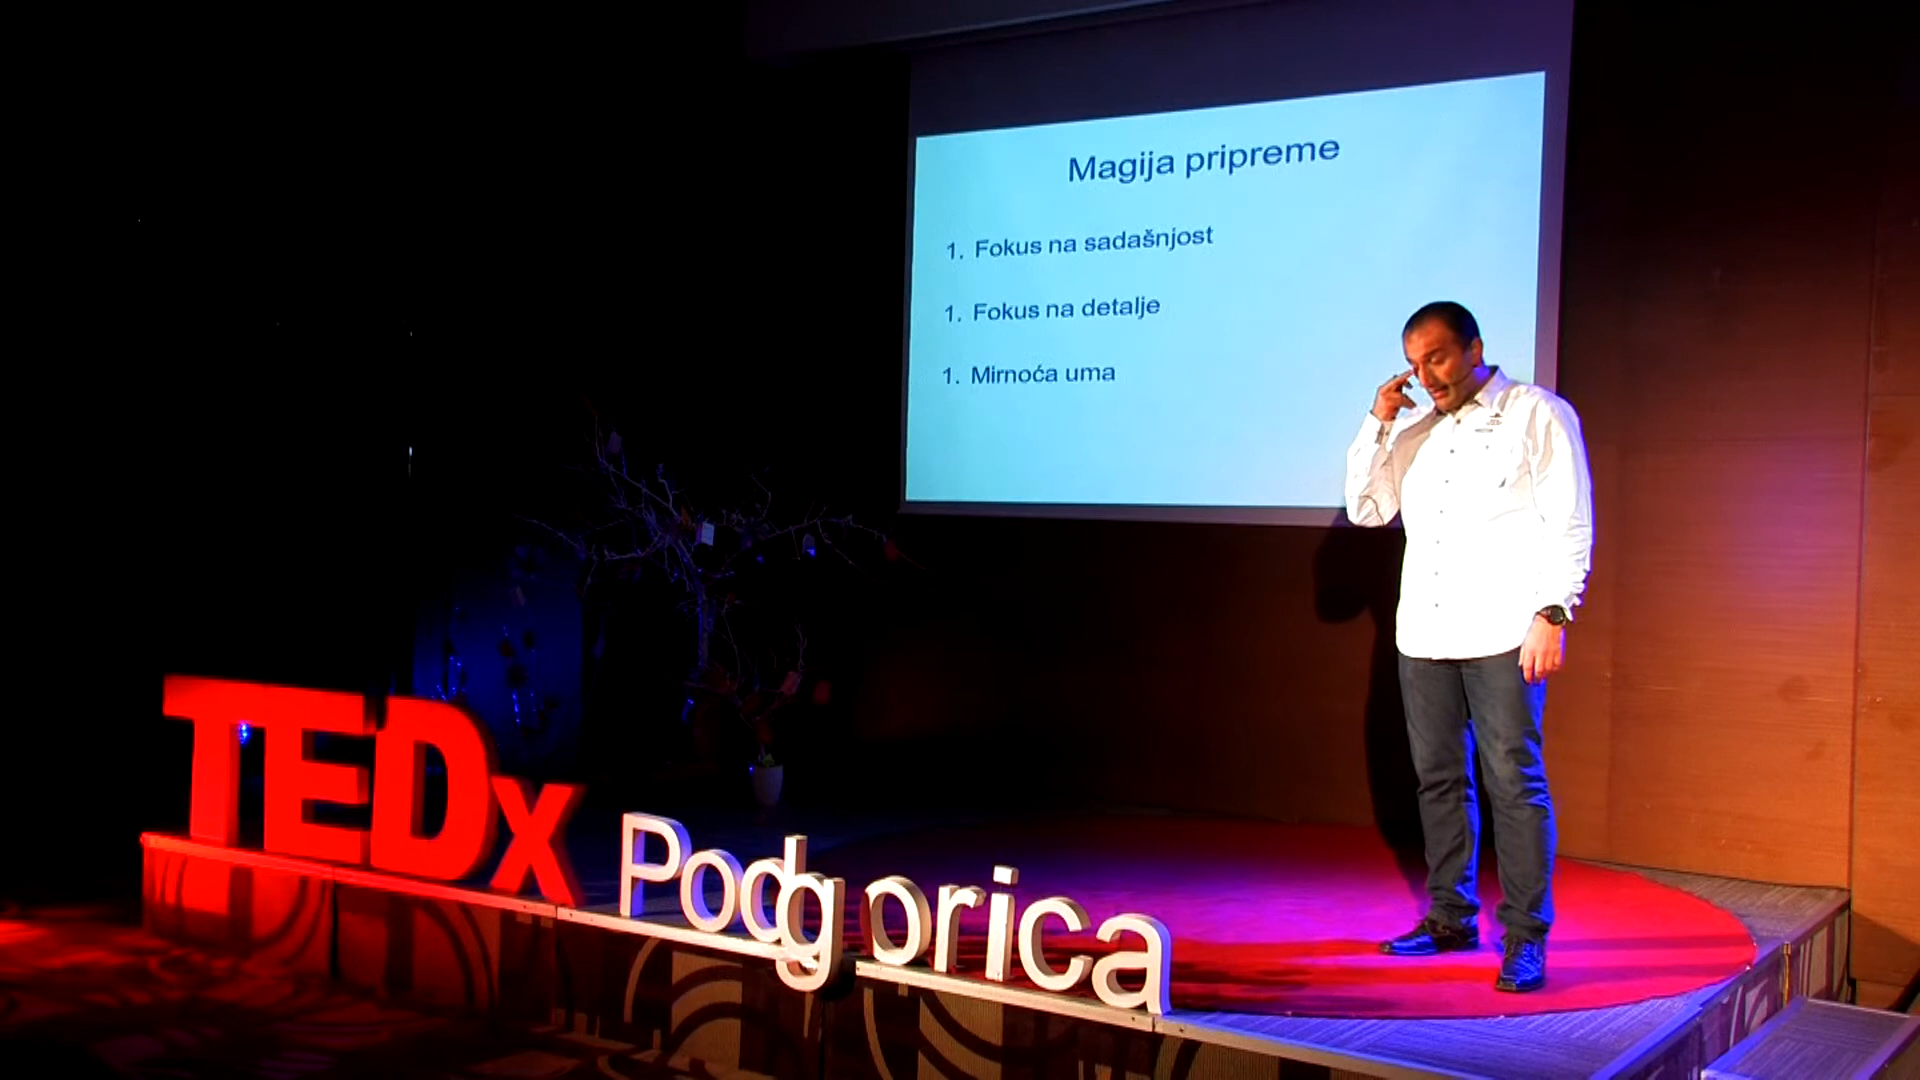 Magija pripreme
1. Fokus na sadašnjost
1. Fokus na detalje
1. Mirnoća uma
TEDx
Podgorica